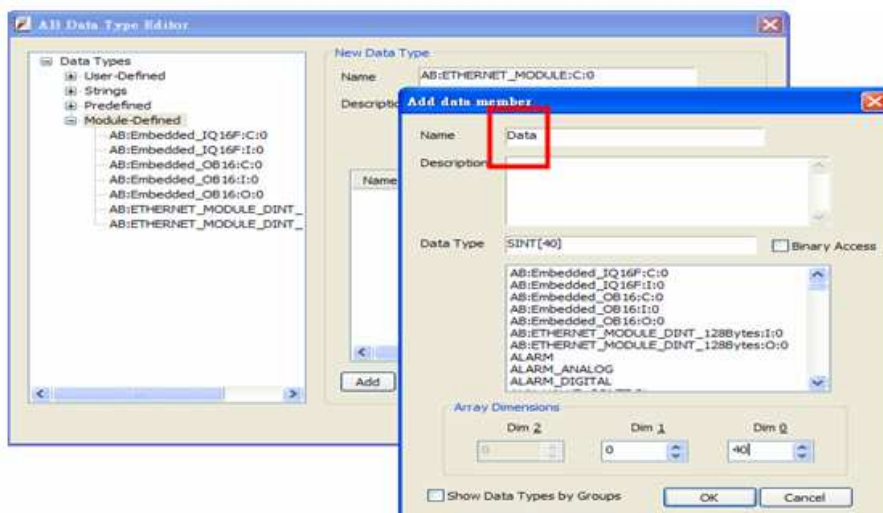 AB Data Type Editor
Data Types
User-Defined
Strings
Predefined
Module-Defined
AB:Embedded_IQ16F:C:0
AB:Embedded_IQ16F:I:0
AB:Embedded_OB16:C:0
AB:Embedded_OB16:I:0
AB:Embedded_OB16:O:0
AB:ETHERNET_MODULE_DINT_
AB:ETHERNET_MODULE_DINT_
New Data Type
Name AB:ETHERNET_MODULE:C:0
Descriptio
Name
Add
Add data member
Name Data
Description
Data Type SINT[40] Binary Access
AB:Embedded_IQ16F:C:0
AB:Embedded_IQ16F:I:0
AB:Embedded_OB16:C:0
AB:Embedded_OB16:I:0
AB:Embedded_OB16:O:0
AB:ETHERNET_MODULE_DINT_128Bytes:I:0
AB:ETHERNET_MODULE_DINT_128Bytes:O:0
ALARM
ALARM_ANALOG
ALARM_DIGITAL
Array Dimensions
Dim 2 Dim 1 Dim 0
0 0 40
Show Data Types by Groups OK Cancel